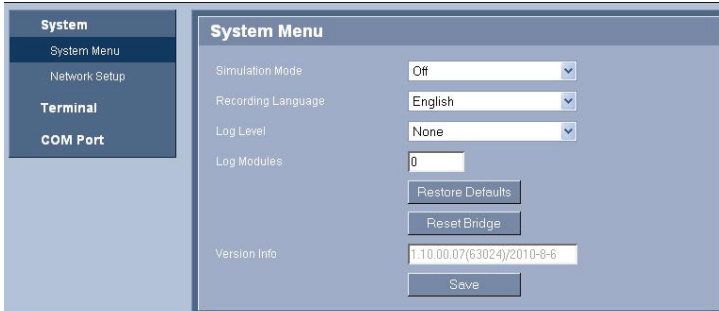 System
System Menu
Network Setup
Terminal
COM Port
System Menu
Simulation Mode Off
Recording Language English
Log Level None
Log Modules 0
Restore Defaults
Reset Bridge
Version Info 1.10.00.07(63024)/2010-8-6
Save